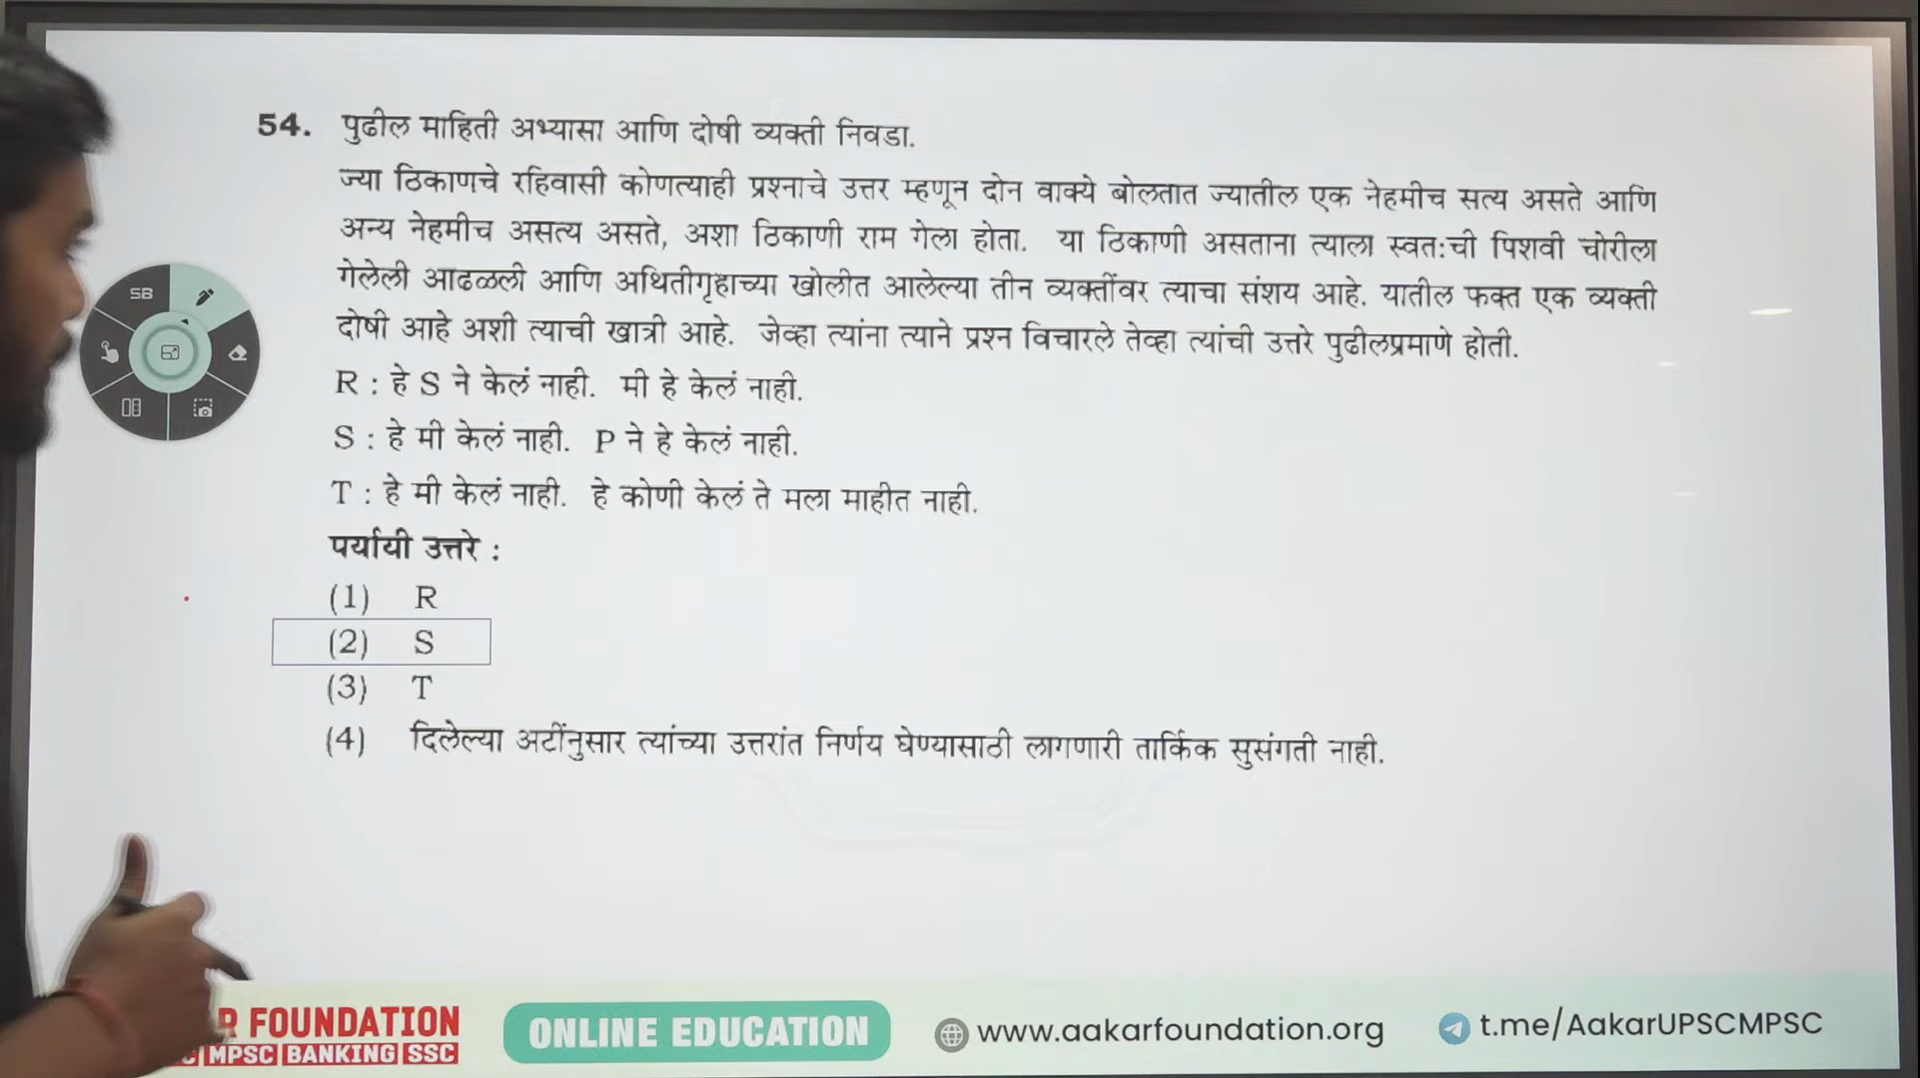 54. पुढील माहिती अभ्यासा आणि दोषी व्यक्ती निवडा.
ज्या ठिकाणचे रहिवासी कोणत्याही प्रश्नाचे उत्तर म्हणून दोन वाक्ये बोलतात ज्यातील एक नेहमीच सत्य असते आणि
अन्य नेहमीच असत्य असते, अशा ठिकाणी राम गेला होता. या ठिकाणी असताना त्याला स्वत:ची पिशवी चोरीला
गेलेली आढळली आणि अथितीगृहाच्या खोलीत आलेल्या तीन व्यक्तींवर त्याचा संशय आहे. यातील फक्त एक व्यक्ती
दोषी आहे अशी त्याची खात्री आहे. जेव्हा त्यांना त्याने प्रश्न विचारले तेव्हा त्यांची उत्तरे पुढीलप्रमाणे होती.
R : हे S ने केलं नाही. मी हे केलं नाही.
S : हे मी केलं नाही. P ने हे केलं नाही.
T : हे मी केलं नाही. हे कोणी केलं ते मला माहीत नाही.
पर्यायी उत्तरे :
(1) R
(2) S
(3) T
(4) दिलेल्या अटींनुसार त्यांच्या उत्तरांत निर्णय घेण्यासाठी लागणारी तार्किक सुसंगती नाही.
SB
R FOUNDATION
C MPSC BANKING SSC
ONLINE EDUCATION
www.aakarfoundation.org
t.me/AakarUPSCMPSC